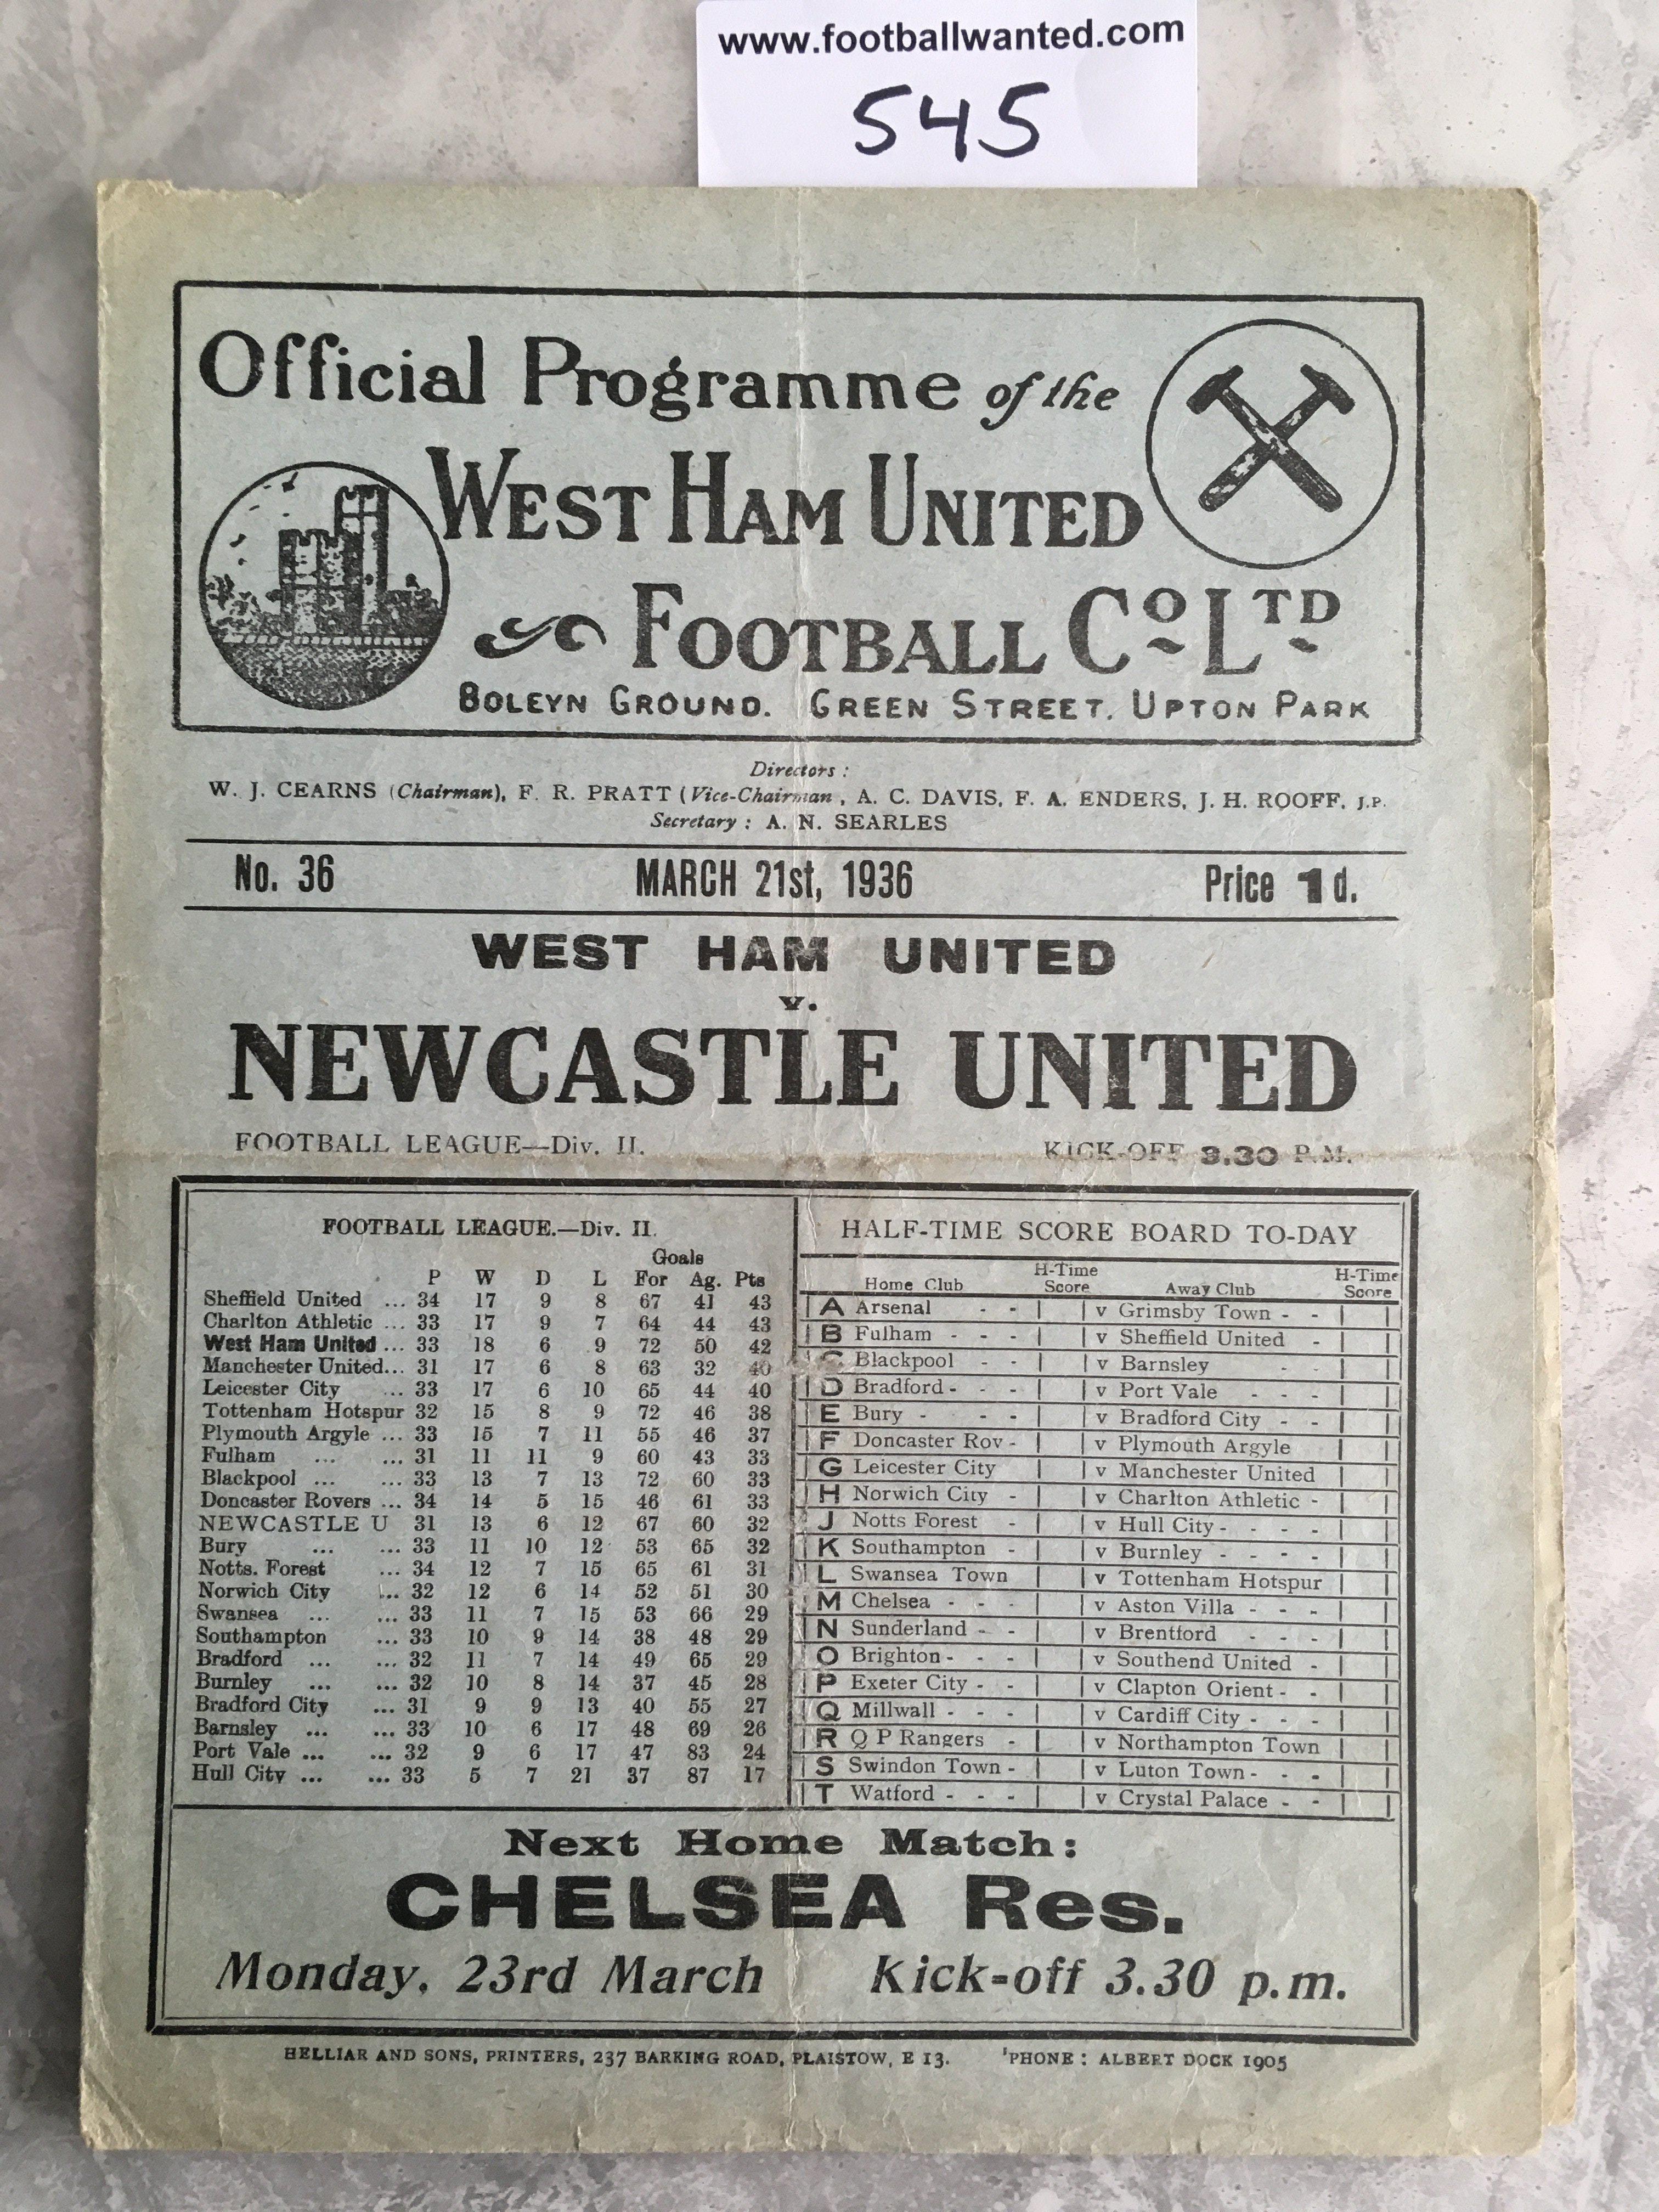 www.footballwanted.com
545
Official Programme of the
WEST HAM UNITED
FOOTBALL Co LTD
BOLEYN GROUND. GREEN STREET. UPTON PARK
Directors :
W. J. CEARNS (Chairman), F. R. PRATT (Vice-Chairman , A. C. DAVIS, F. A. ENDERS, J. H. ROOFF, J.P.
Secretary : A. N. SEARLES
No. 36 MARCH 21st, 1936 Price 1d.
WEST HAM UNITED
v.
NEWCASTLE UNITED
FOOTBALL LEAGUE—Div. II. KICK-OFF 3.30 P.M.
FOOTBALL LEAGUE.—Div. II.
Goals
P W D L For Ag. Pts
Sheffield United ... 34 17 9 8 67 41 43
Charlton Athletic ... 33 17 9 7 64 44 43
West Ham United ... 33 18 6 9 72 50 42
Manchester United... 31 17 6 8 63 32 40
Leicester City ... 33 17 6 10 65 44 40
Tottenham Hotspur 32 15 8 9 72 46 38
Plymouth Argyle ... 33 15 7 11 55 46 37
Fulham ... ... 31 11 11 9 60 43 33
Blackpool ... ... 33 13 7 13 72 60 33
Doncaster Rovers ... 34 14 5 15 46 61 33
NEWCASTLE U 31 13 6 12 67 60 32
Bury ... ... 33 11 10 12 53 65 32
Notts. Forest ... 34 12 7 15 65 61 31
Norwich City ... 32 12 6 14 52 51 30
Swansea ... ... 33 11 7 15 53 66 29
Southampton ... 33 10 9 14 38 48 29
Bradford ... ... 32 11 7 14 49 65 29
Burnley ... ... 32 10 8 14 37 45 28
Bradford City ... 31 9 9 13 40 55 27
Barnsley ... ... 33 10 6 17 48 69 26
Port Vale ... ... 32 9 6 17 47 83 24
Hull City ... ... 33 5 7 21 37 87 17
HALF-TIME SCORE BOARD TO-DAY
Home Club H-Time Score Away Club H-Time Score
A Arsenal - - v Grimsby Town - -
B Fulham - - - v Sheffield United -
C Blackpool - - v Barnsley - -
D Bradford - - - v Port Vale - - -
E Bury - - - v Bradford City - -
F Doncaster Rov - v Plymouth Argyle
G Leicester City v Manchester United
H Norwich City - v Charlton Athletic -
J Notts Forest - v Hull City - - - -
K Southampton - v Burnley - - - -
L Swansea Town v Tottenham Hotspur
M Chelsea - - - v Aston Villa - - -
N Sunderland - - v Brentford - - -
O Brighton - - - v Southend United -
P Exeter City - - v Clapton Orient - -
Q Millwall - - - v Cardiff City - - -
R Q P Rangers - v Northampton Town
S Swindon Town - v Luton Town - - -
T Watford - - - v Crystal Palace - -
Next Home Match:
CHELSEA Res.
Monday, 23rd March Kick-off 3.30 p.m.
HELLIAR AND SONS, PRINTERS, 237 BARKING ROAD, PLAISTOW, E 13. 'PHONE : ALBERT DOCK 1905